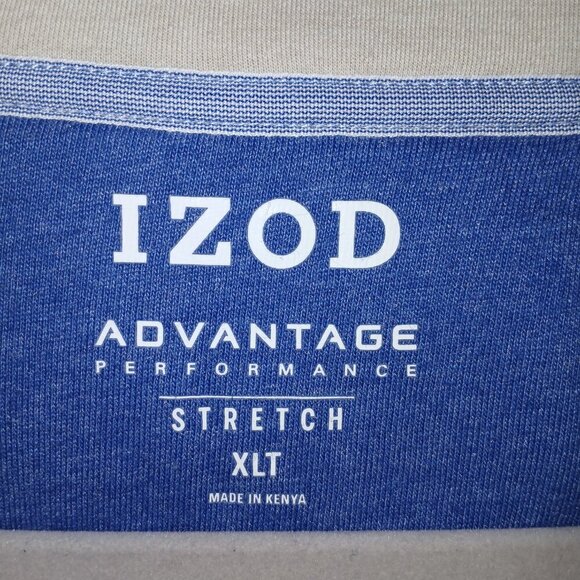 IZOD
ADVANTAGE
PERFORMANCE
STRETCH
XLT
MADE IN KENYA